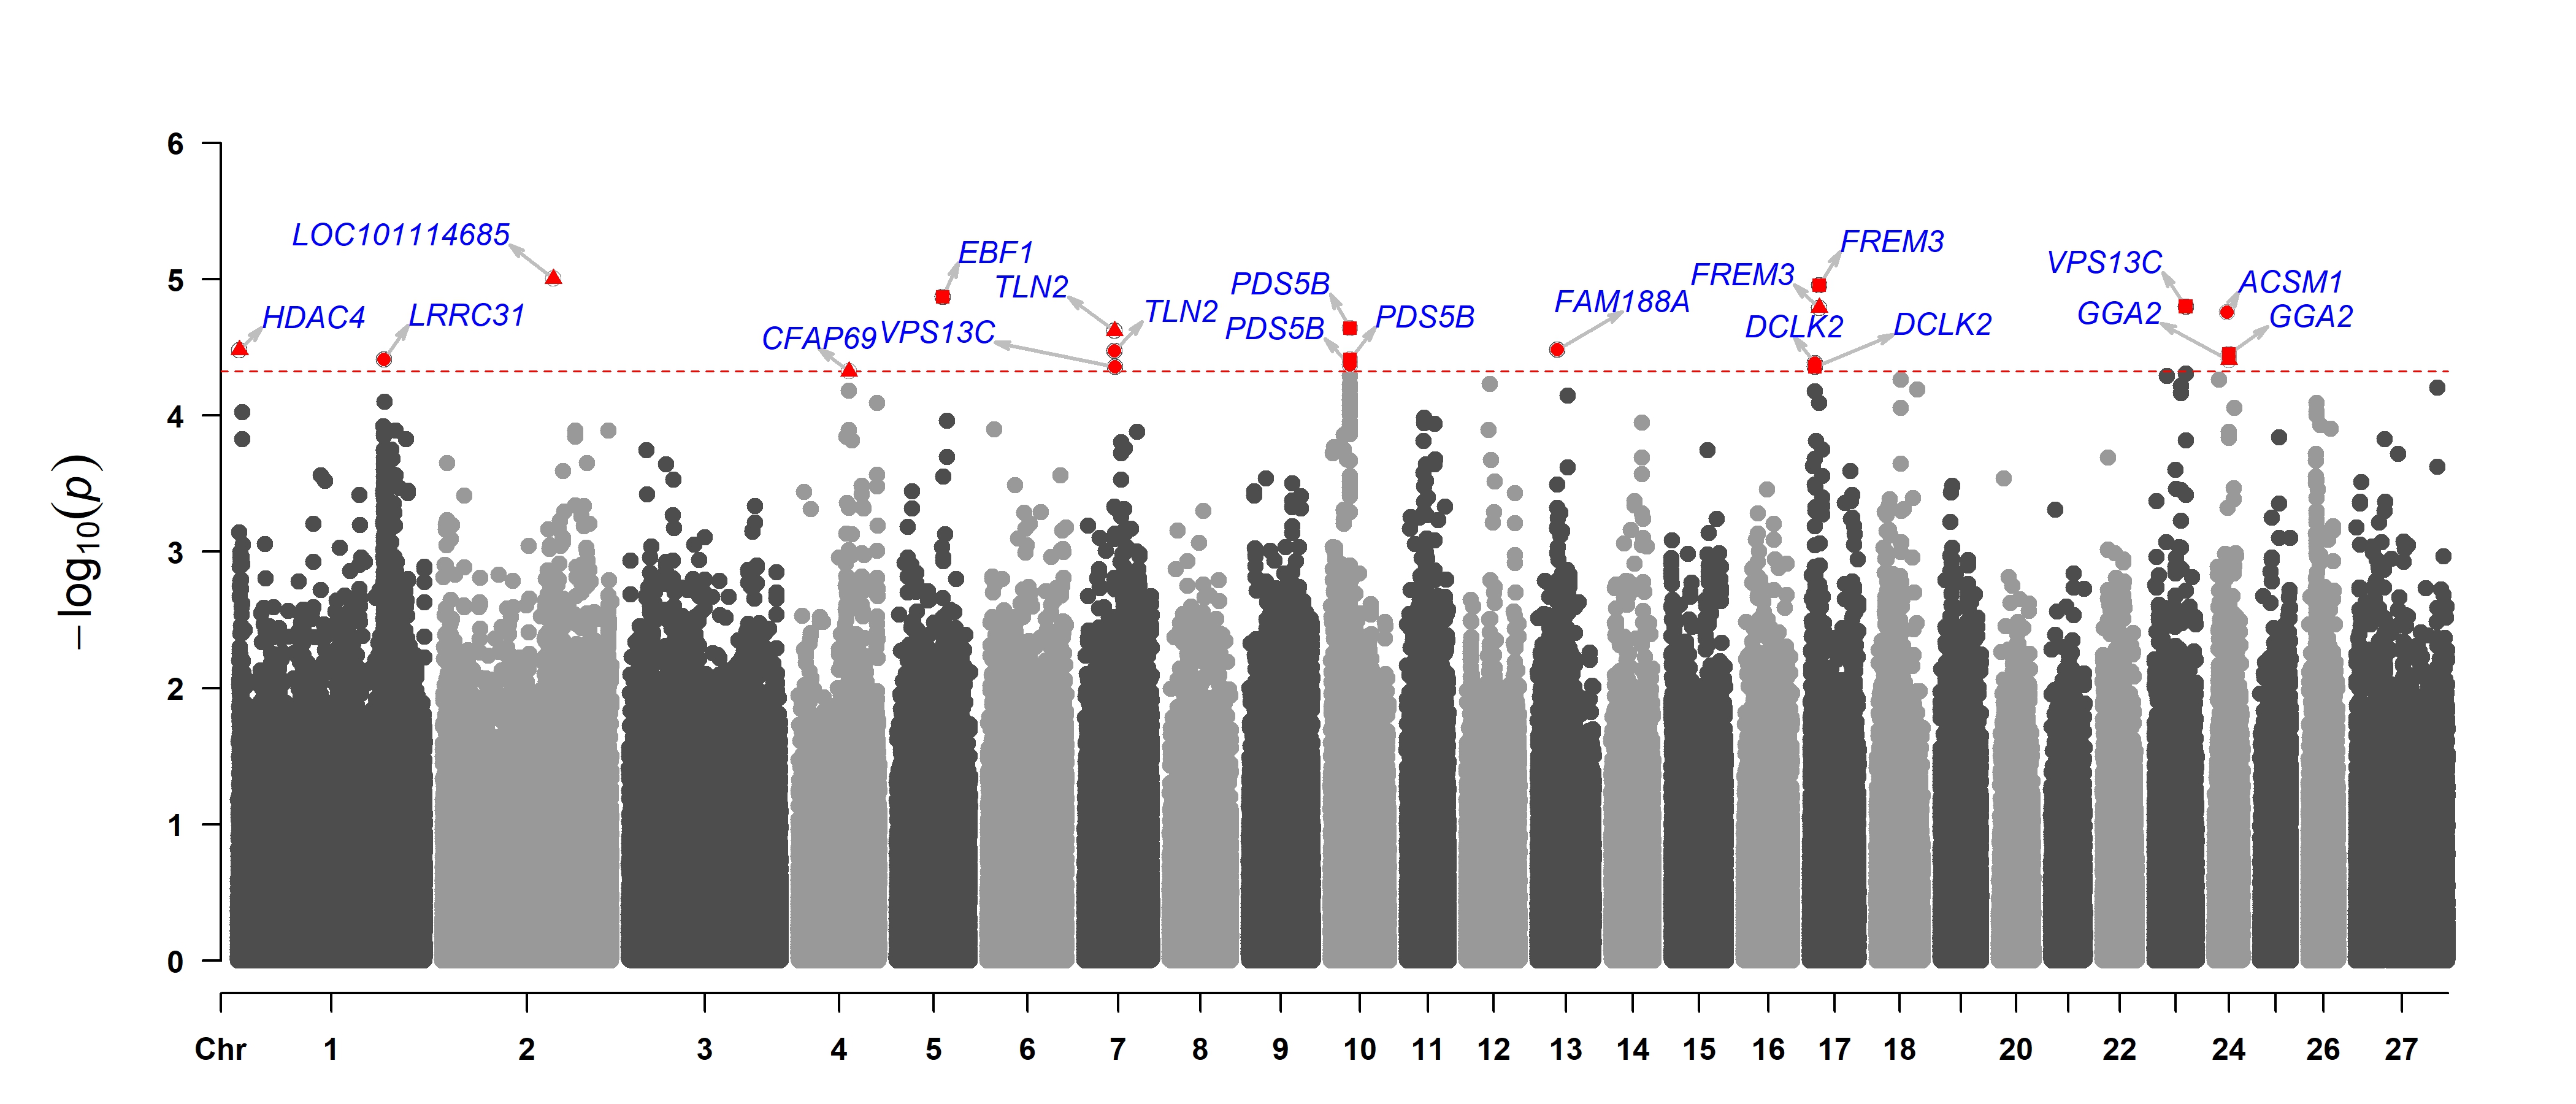 −log10(p)
6
5
4
3
2
1
0
LOC101114685
HDAC4
LRRC31
CFAP69
VPS13C
EBF1
TLN2
TLN2
PDS5B
PDS5B
PDS5B
FAM188A
FREM3
FREM3
DCLK2
DCLK2
VPS13C
GGA2
ACSM1
GGA2
Chr 1 2 3 4 5 6 7 8 9 10 11 12 13 14 15 16 17 18 20 22 24 26 27